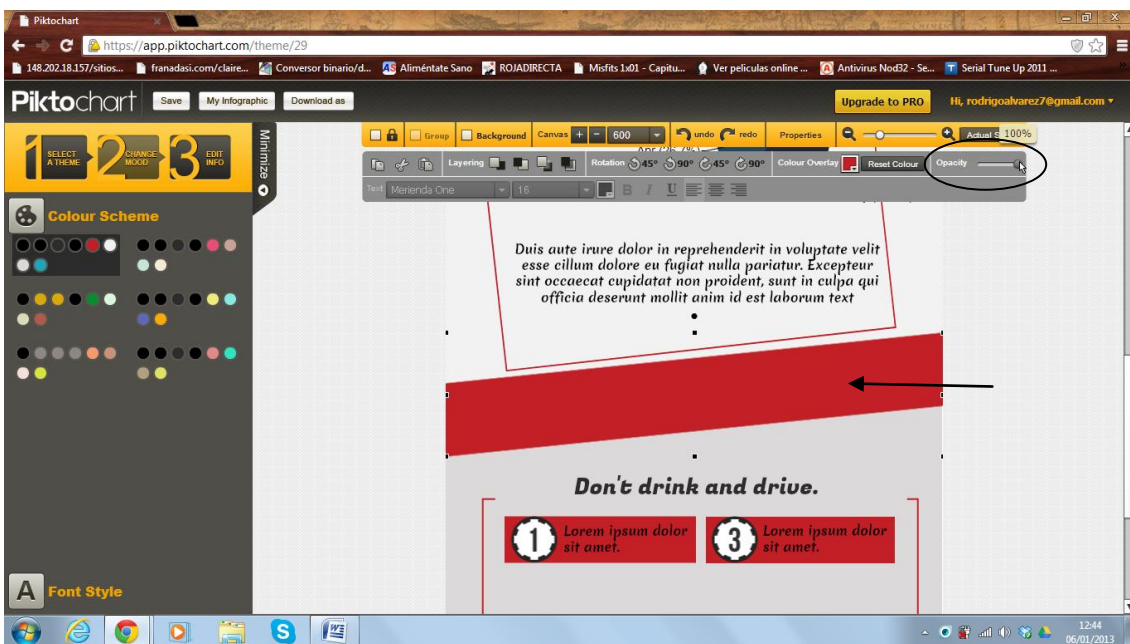 Piktochart
https://app.piktochart.com/theme/29
148.202.18.157/sitios... franadasi.com/claire... Conversor binario/d... AS Aliméntate Sano ROJADIRECTA Misfits 1x01 - Capitu... Ver peliculas online ... Antivirus Nod32 - Se... Serial Tune Up 2011 ...
Piktochart Save My Infographic Download as Upgrade to PRO Hi, rodrigoalvarez7@gmail.com
1 SELECT A THEME 2 CHANGE MOOD 3 EDIT INFO
Minimize
Group Background Canvas + - 600 undo redo Properties Actual S 100%
Layering Rotation 45° 90° 45° 90° Colour Overlay Reset Colour Opacity
Text Merienda One 16 B I U
Colour Scheme
Duis aute irure dolor in reprehenderit in voluptate velit
esse cillum dolore eu fugiat nulla pariatur. Excepteur
sint occaecat cupidatat non proident, sunt in culpa qui
officia deserunt mollit anim id est laborum text
Don't drink and drive.
1 Lorem ipsum dolor
sit amet.
3 Lorem ipsum dolor
sit amet.
A Font Style
12:44
06/01/2013